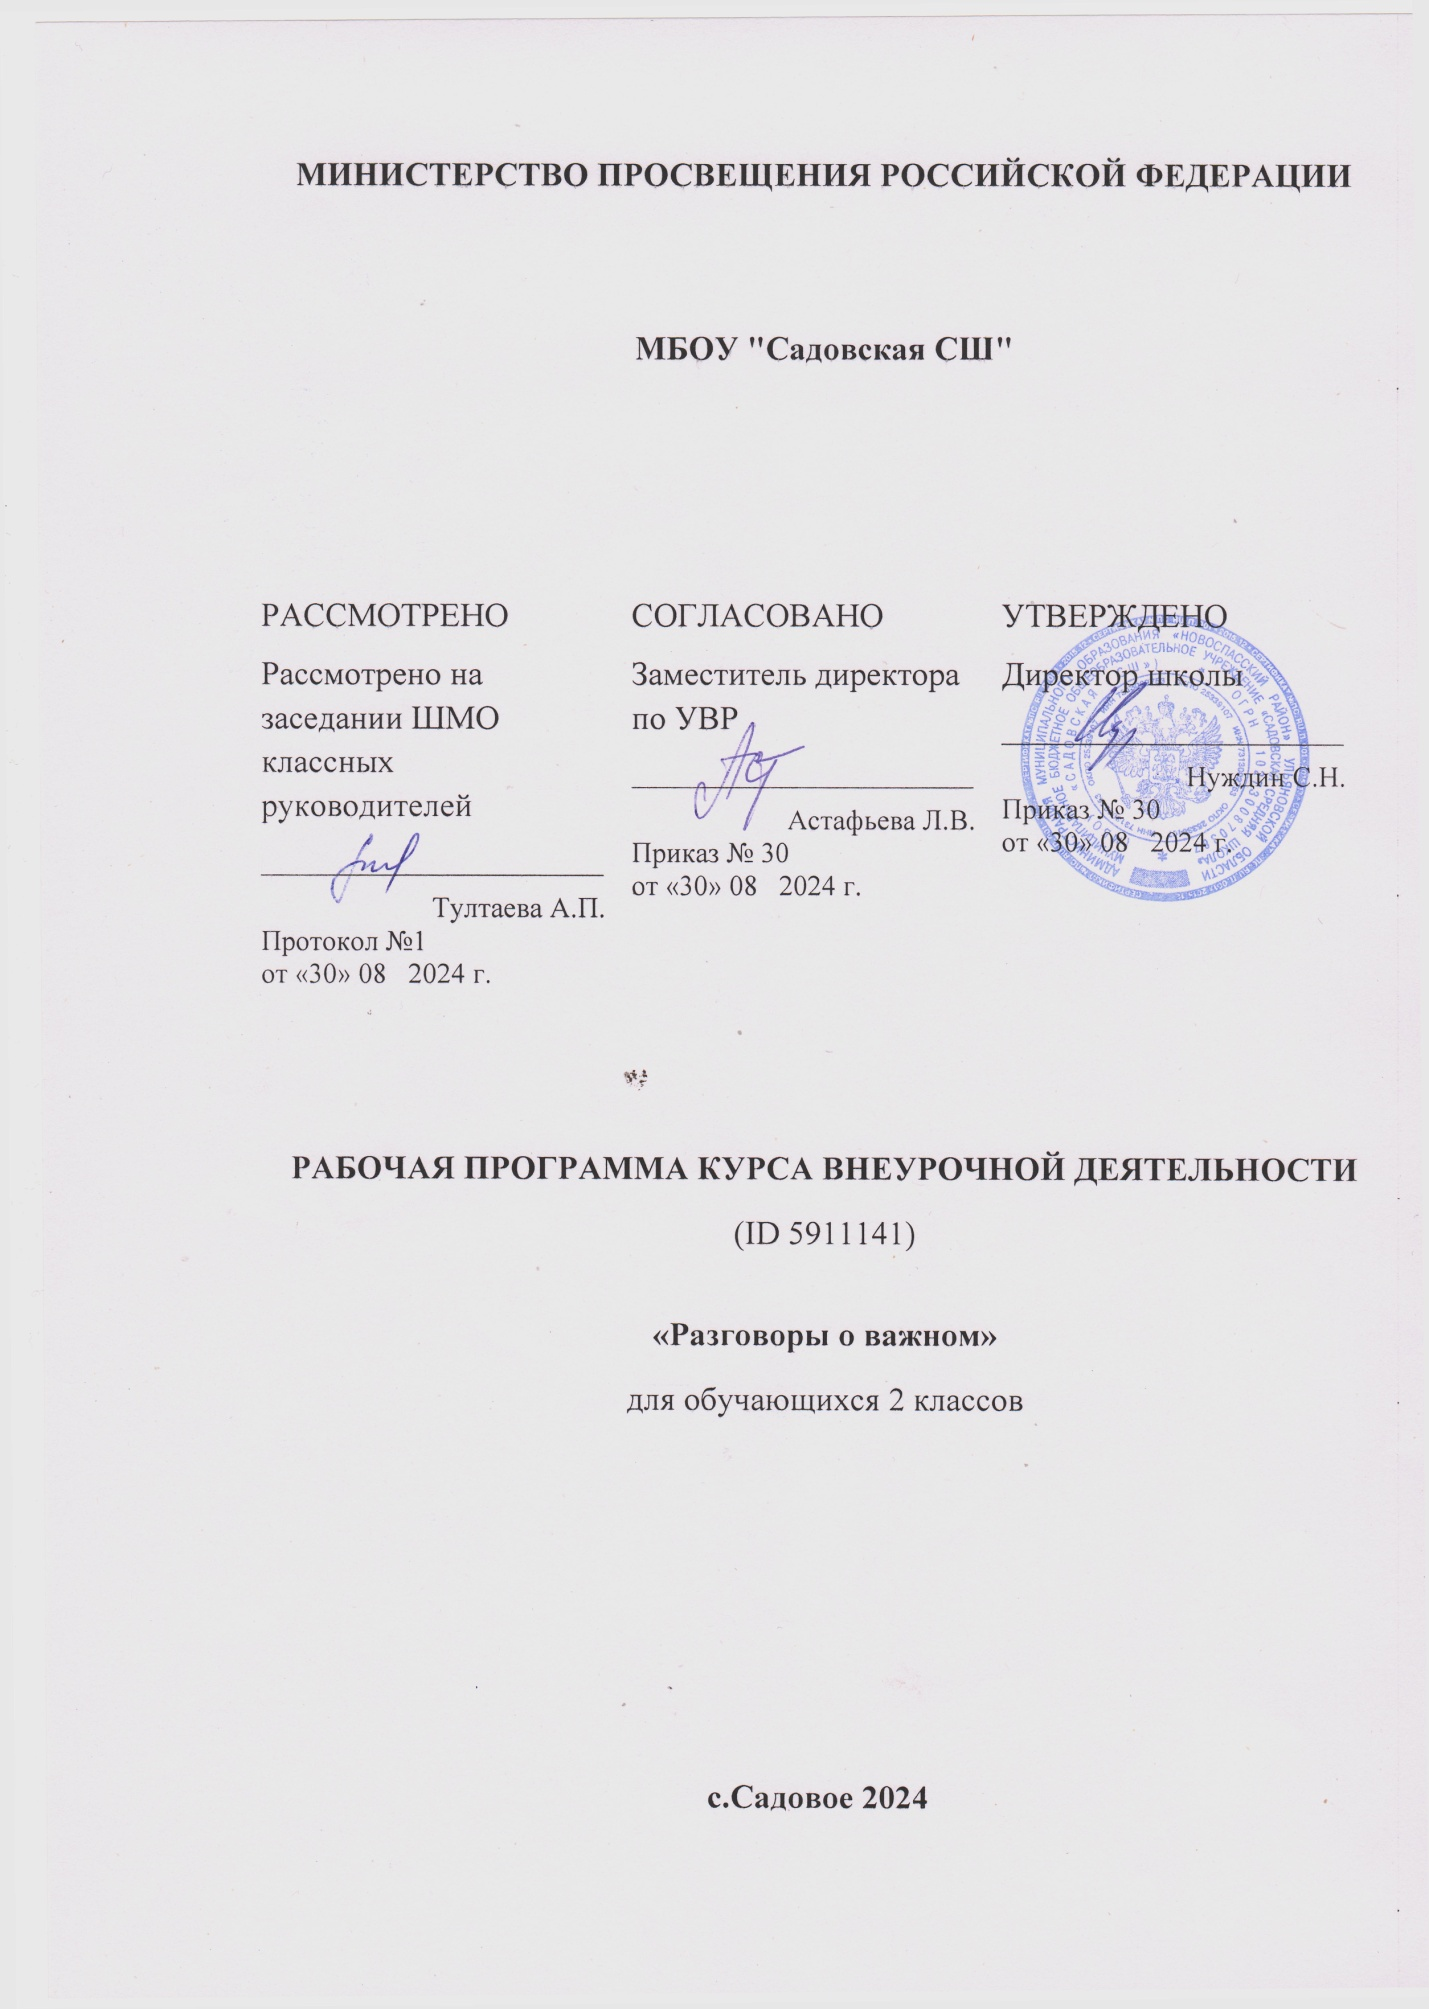 МИНИСТЕРСТВО ПРОСВЕЩЕНИЯ РОССИЙСКОЙ ФЕДЕРАЦИИ
МБОУ "Садовская СШ"
РАССМОТРЕНО
Рассмотрено на
заседании ШМО
классных
руководителей
Тултаева А.П.
Протокол №1
от «30» 08 2024 г.
СОГЛАСОВАНО
Заместитель директора
по УВР
Астафьева Л.В.
Приказ № 30
от «30» 08 2024 г.
УТВЕРЖДЕНО
Директор школы
Нуждин С.Н.
Приказ № 30
от «30» 08 2024 г.
РАБОЧАЯ ПРОГРАММА КУРСА ВНЕУРОЧНОЙ ДЕЯТЕЛЬНОСТИ
(ID 5911141)
«Разговоры о важном»
для обучающихся 2 классов
с.Садовое 2024